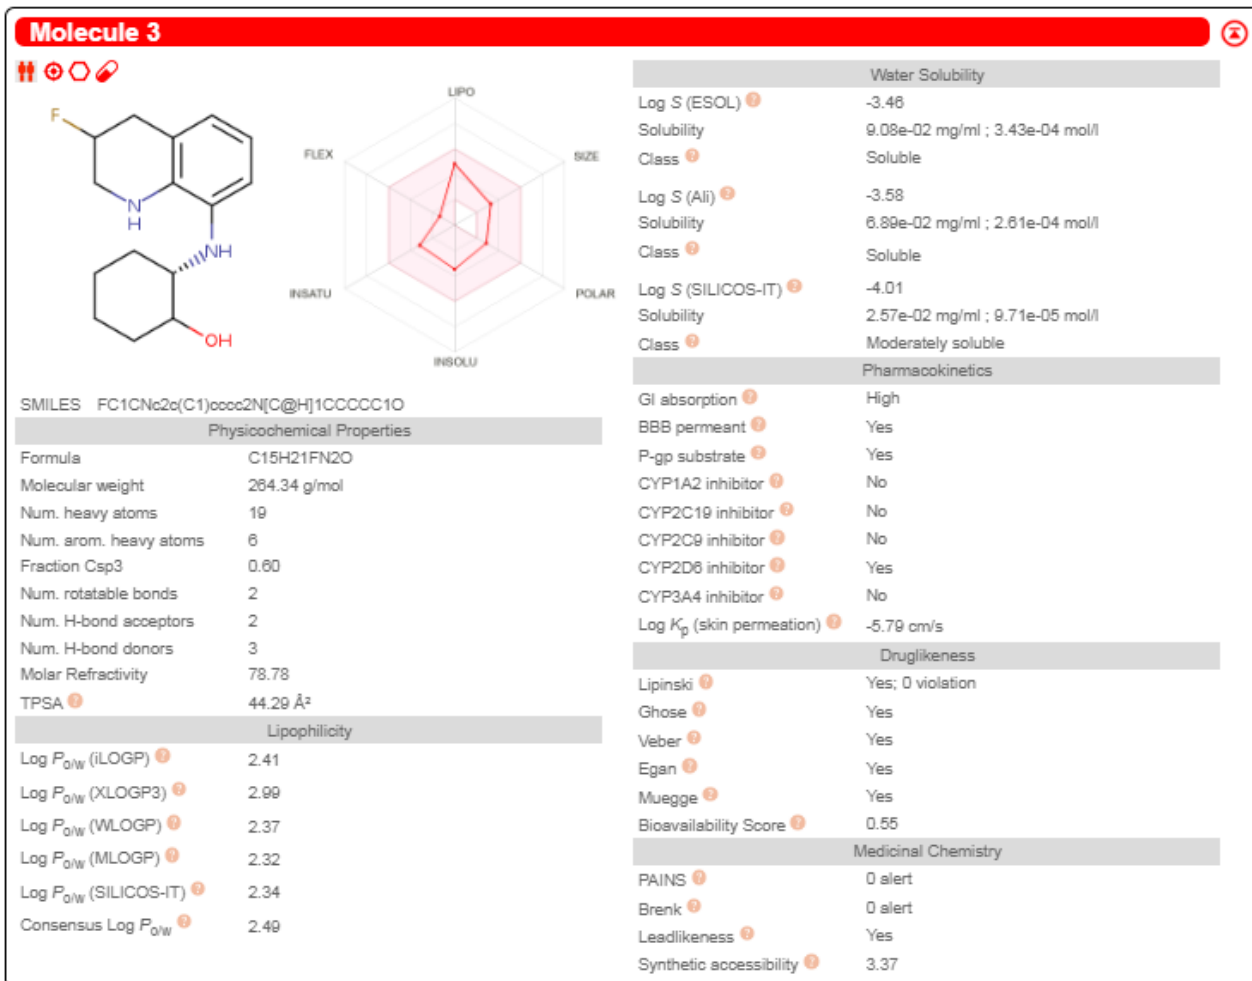 Molecule 3
F
N
H
NH
OH
LIPO
FLEX
SIZE
INSATU
POLAR
INSOLU
SMILES FC1CNc2c(C1)cccc2N[C@H]1CCCCC1O
Physicochemical Properties
Formula C15H21FN2O
Molecular weight 264.34 g/mol
Num. heavy atoms 19
Num. arom. heavy atoms 6
Fraction Csp3 0.60
Num. rotatable bonds 2
Num. H-bond acceptors 2
Num. H-bond donors 3
Molar Refractivity 78.78
TPSA ? 44.29 Å²
Lipophilicity
Log Po/w (iLOGP) ? 2.41
Log Po/w (XLOGP3) ? 2.99
Log Po/w (WLOGP) ? 2.37
Log Po/w (MLOGP) ? 2.32
Log Po/w (SILICOS-IT) ? 2.34
Consensus Log Po/w ? 2.49
Water Solubility
Log S (ESOL) ? -3.46
Solubility 9.08e-02 mg/ml ; 3.43e-04 mol/l
Class ? Soluble
Log S (Ali) ? -3.58
Solubility 6.89e-02 mg/ml ; 2.61e-04 mol/l
Class ? Soluble
Log S (SILICOS-IT) ? -4.01
Solubility 2.57e-02 mg/ml ; 9.71e-05 mol/l
Class ? Moderately soluble
Pharmacokinetics
GI absorption ? High
BBB permeant ? Yes
P-gp substrate ? Yes
CYP1A2 inhibitor ? No
CYP2C19 inhibitor ? No
CYP2C9 inhibitor ? No
CYP2D6 inhibitor ? Yes
CYP3A4 inhibitor ? No
Log Kp (skin permeation) ? -5.79 cm/s
Druglikeness
Lipinski ? Yes; 0 violation
Ghose ? Yes
Veber ? Yes
Egan ? Yes
Muegge ? Yes
Bioavailability Score ? 0.55
Medicinal Chemistry
PAINS ? 0 alert
Brenk ? 0 alert
Leadlikeness ? Yes
Synthetic accessibility ? 3.37